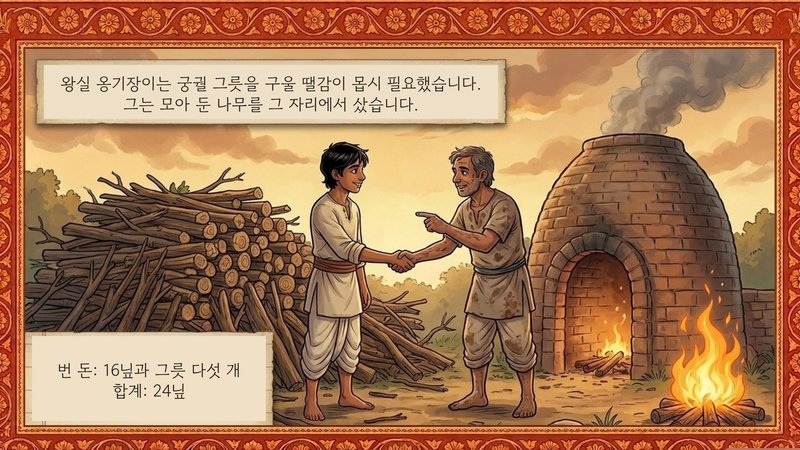 왕실 옹기장이는 궁궐 그릇을 구울 땔감이 몹시 필요했습니다.
그는 모아 둔 나무를 그 자리에서 샀습니다.
번 돈: 16닢과 그릇 다섯 개
합계: 24닢